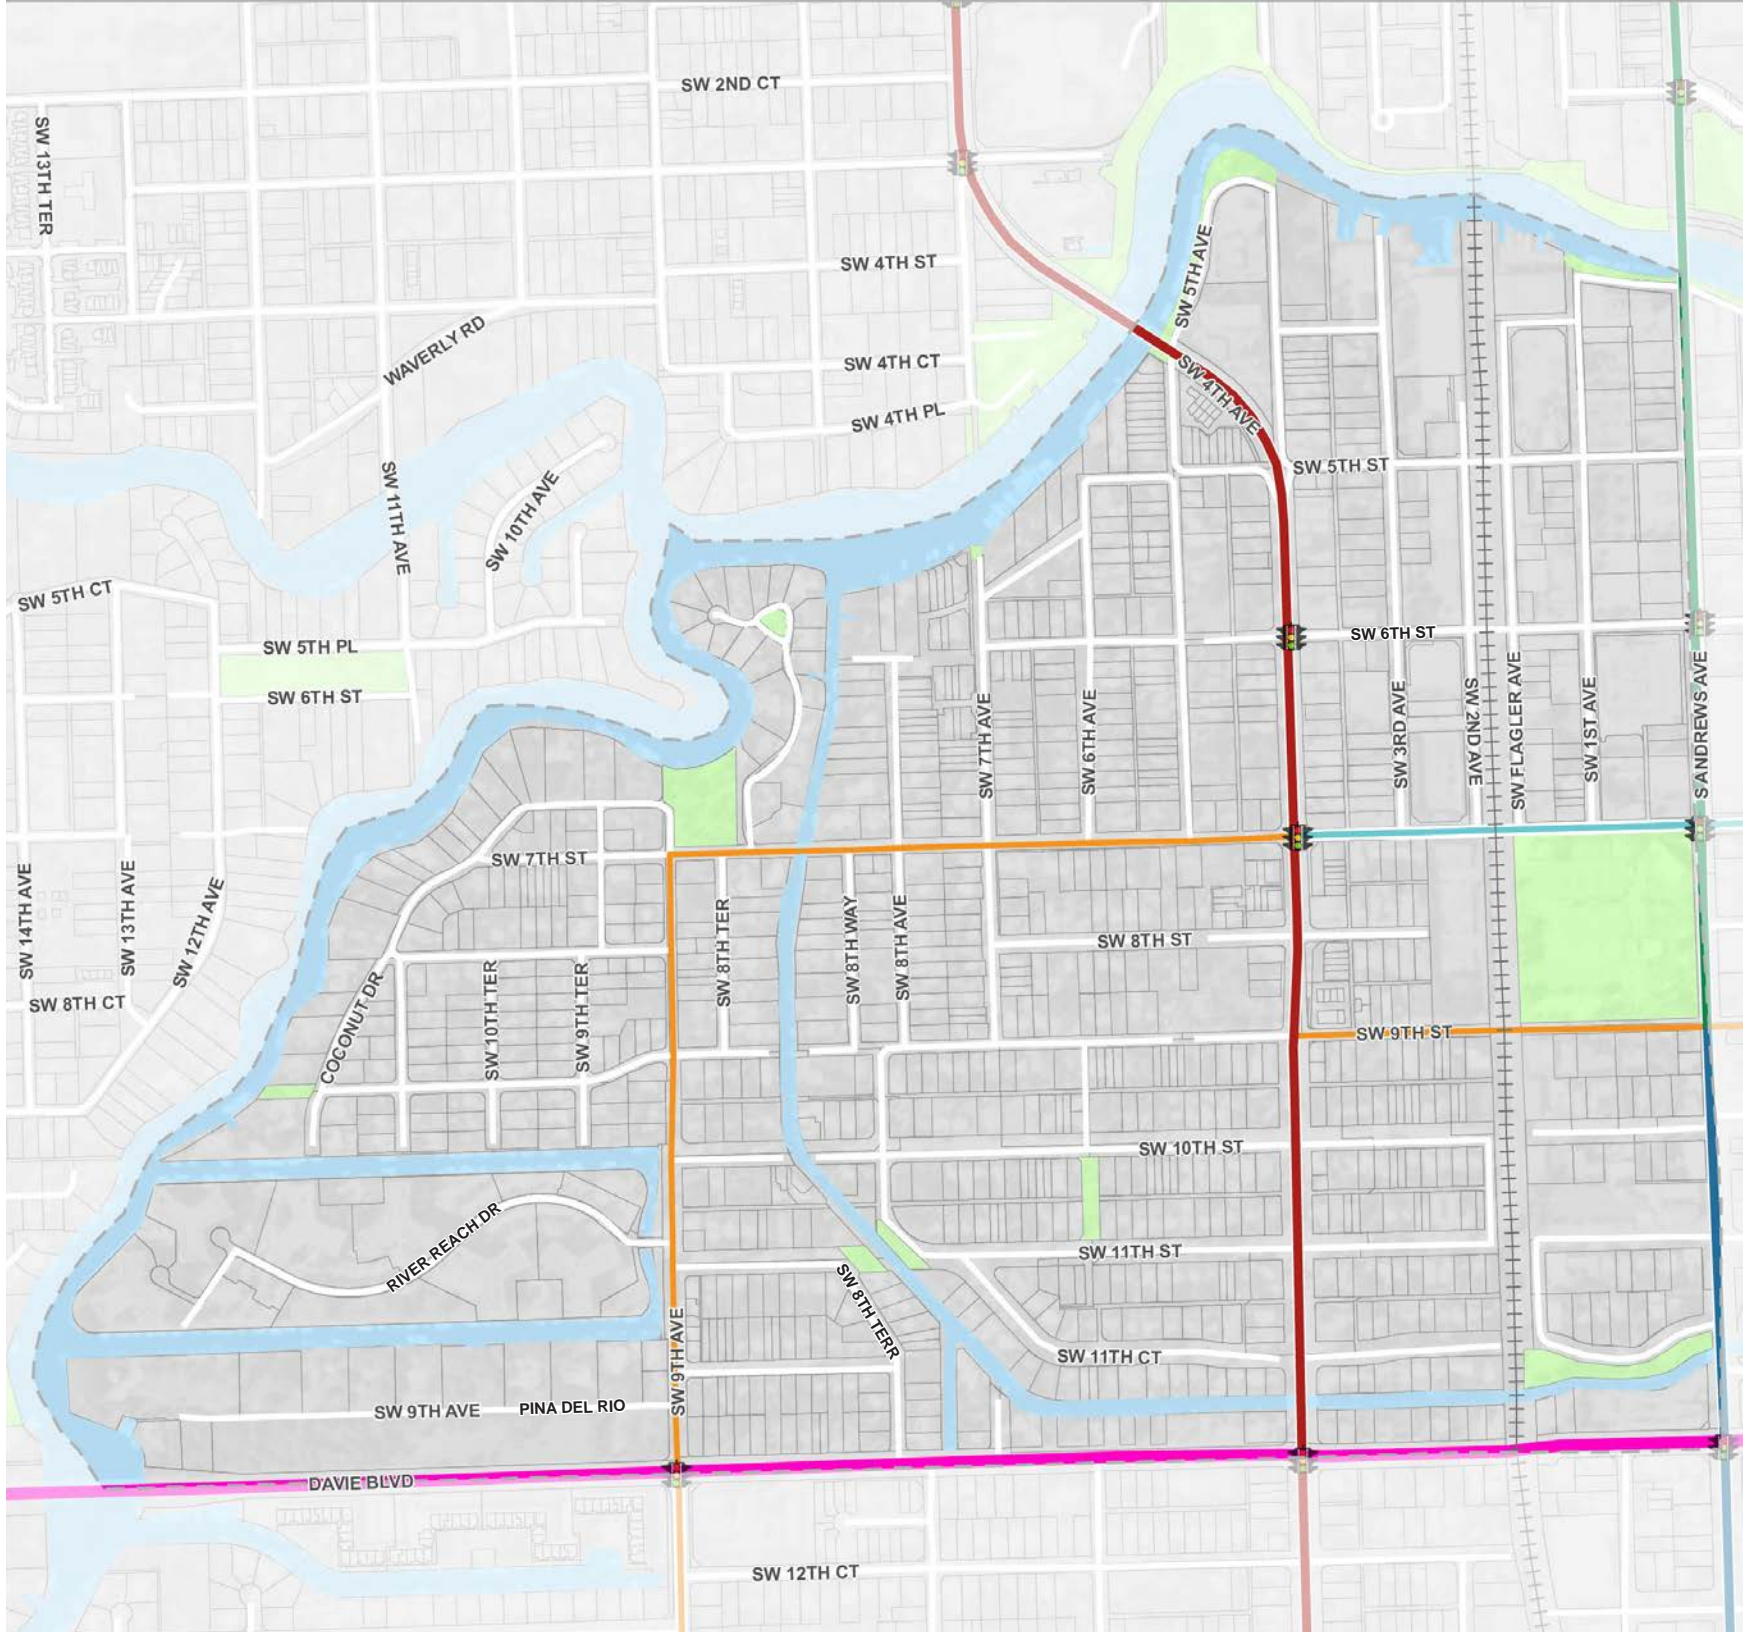 SW 2ND CT
SW 13TH TER
SW 4TH ST
SW 5TH AVE
WAVERLY RD
SW 4TH CT
SW 4TH AVE
SW 4TH PL
SW 5TH ST
SW 11TH AVE
SW 10TH AVE
SW 5TH CT
SW 5TH PL
SW 6TH ST
SW 6TH ST
SW 7TH AVE
SW 6TH AVE
SW 3RD AVE
SW 2ND AVE
SW FLAGLER AVE
SW 1ST AVE
S ANDREWS AVE
SW 7TH ST
SW 14TH AVE
SW 13TH AVE
SW 12TH AVE
SW 8TH TER
SW 8TH WAY
SW 8TH AVE
SW 8TH ST
SW 8TH CT
COCONUT DR
SW 10TH TER
SW 9TH TER
SW 9TH ST
SW 10TH ST
RIVER REACH DR
SW 11TH ST
SW 8TH TERR
SW 9TH AVE
SW 11TH CT
SW 9TH AVE
PINA DEL RIO
DAVIE BLVD
SW 12TH CT